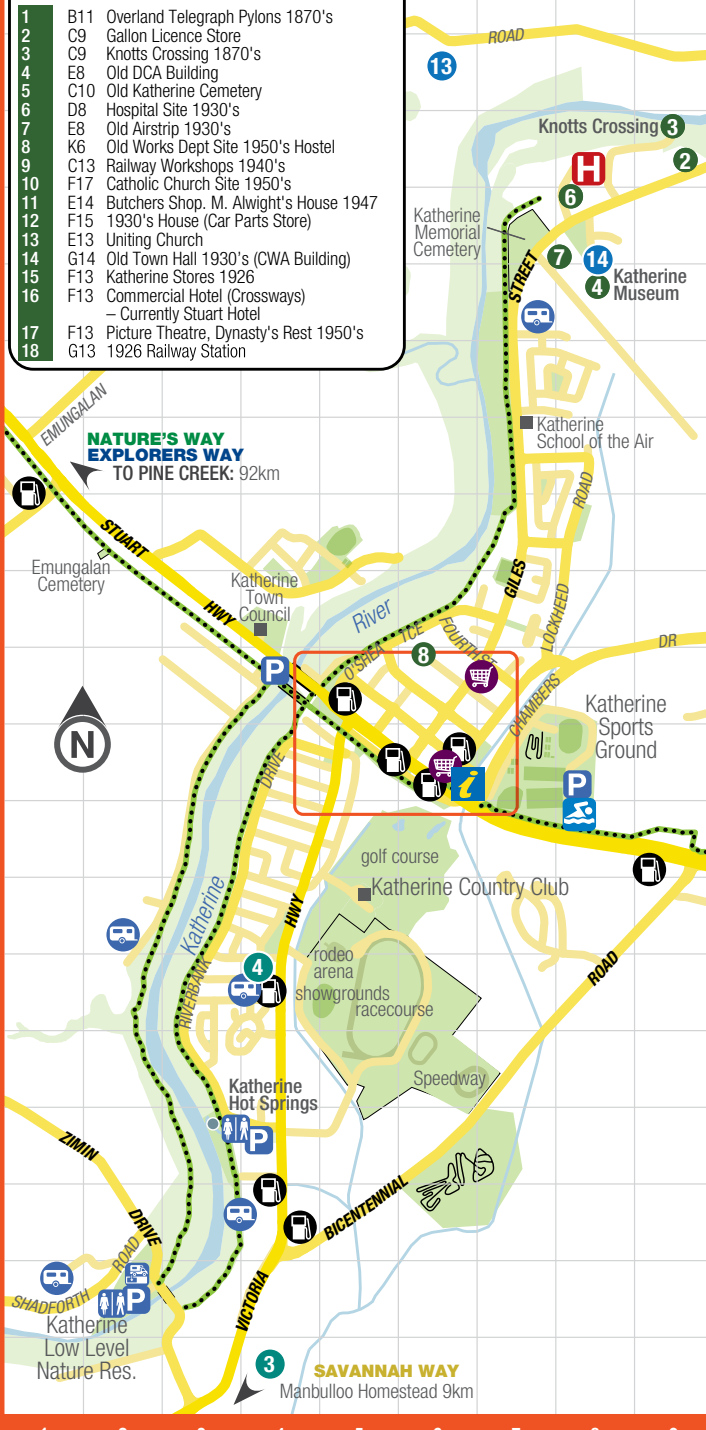 1 B11 Overland Telegraph Pylons 1870's
2 C9 Gallon Licence Store
3 C9 Knotts Crossing 1870's
4 E8 Old DCA Building
5 C10 Old Katherine Cemetery
6 D8 Hospital Site 1930's
7 E8 Old Airstrip 1930's
8 K6 Old Works Dept Site 1950's Hostel
9 C13 Railway Workshops 1940's
10 F17 Catholic Church Site 1950's
11 E14 Butchers Shop. M. Alwight's House 1947
12 F15 1930's House (Car Parts Store)
13 E13 Uniting Church
14 G14 Old Town Hall 1930's (CWA Building)
15 F13 Katherine Stores 1926
16 F13 Commercial Hotel (Crossways)
– Currently Stuart Hotel
17 F13 Picture Theatre, Dynasty's Rest 1950's
18 G13 1926 Railway Station
ROAD
13
Knotts Crossing 3
2
H
6
Katherine
Memorial
Cemetery
7
14
4
Katherine
Museum
STREET
EMUNGALAN
NATURE'S WAY
EXPLORERS WAY
TO PINE CREEK: 92km
Katherine
School of the Air
ROAD
STUART
Emungalan
Cemetery
HWY
Katherine
Town
Council
River
GILES
LOCKHEED
O'SHEA
TCE
FOURTH ST
8
DR
P
CHAMBERS
Katherine
Sports
Ground
N
DRIVE
i
P
golf course
Katherine Country Club
Katherine
HWY
4
rodeo
arena
showgrounds
racecourse
ROAD
RIVERBANK
Speedway
Katherine
Hot Springs
P
ZIMIN
DRIVE
BICENTENNIAL
ROAD
SHADFORTH
P
VICTORIA
Katherine
Low Level
Nature Res.
3
SAVANNAH WAY
Manbulloo Homestead 9km